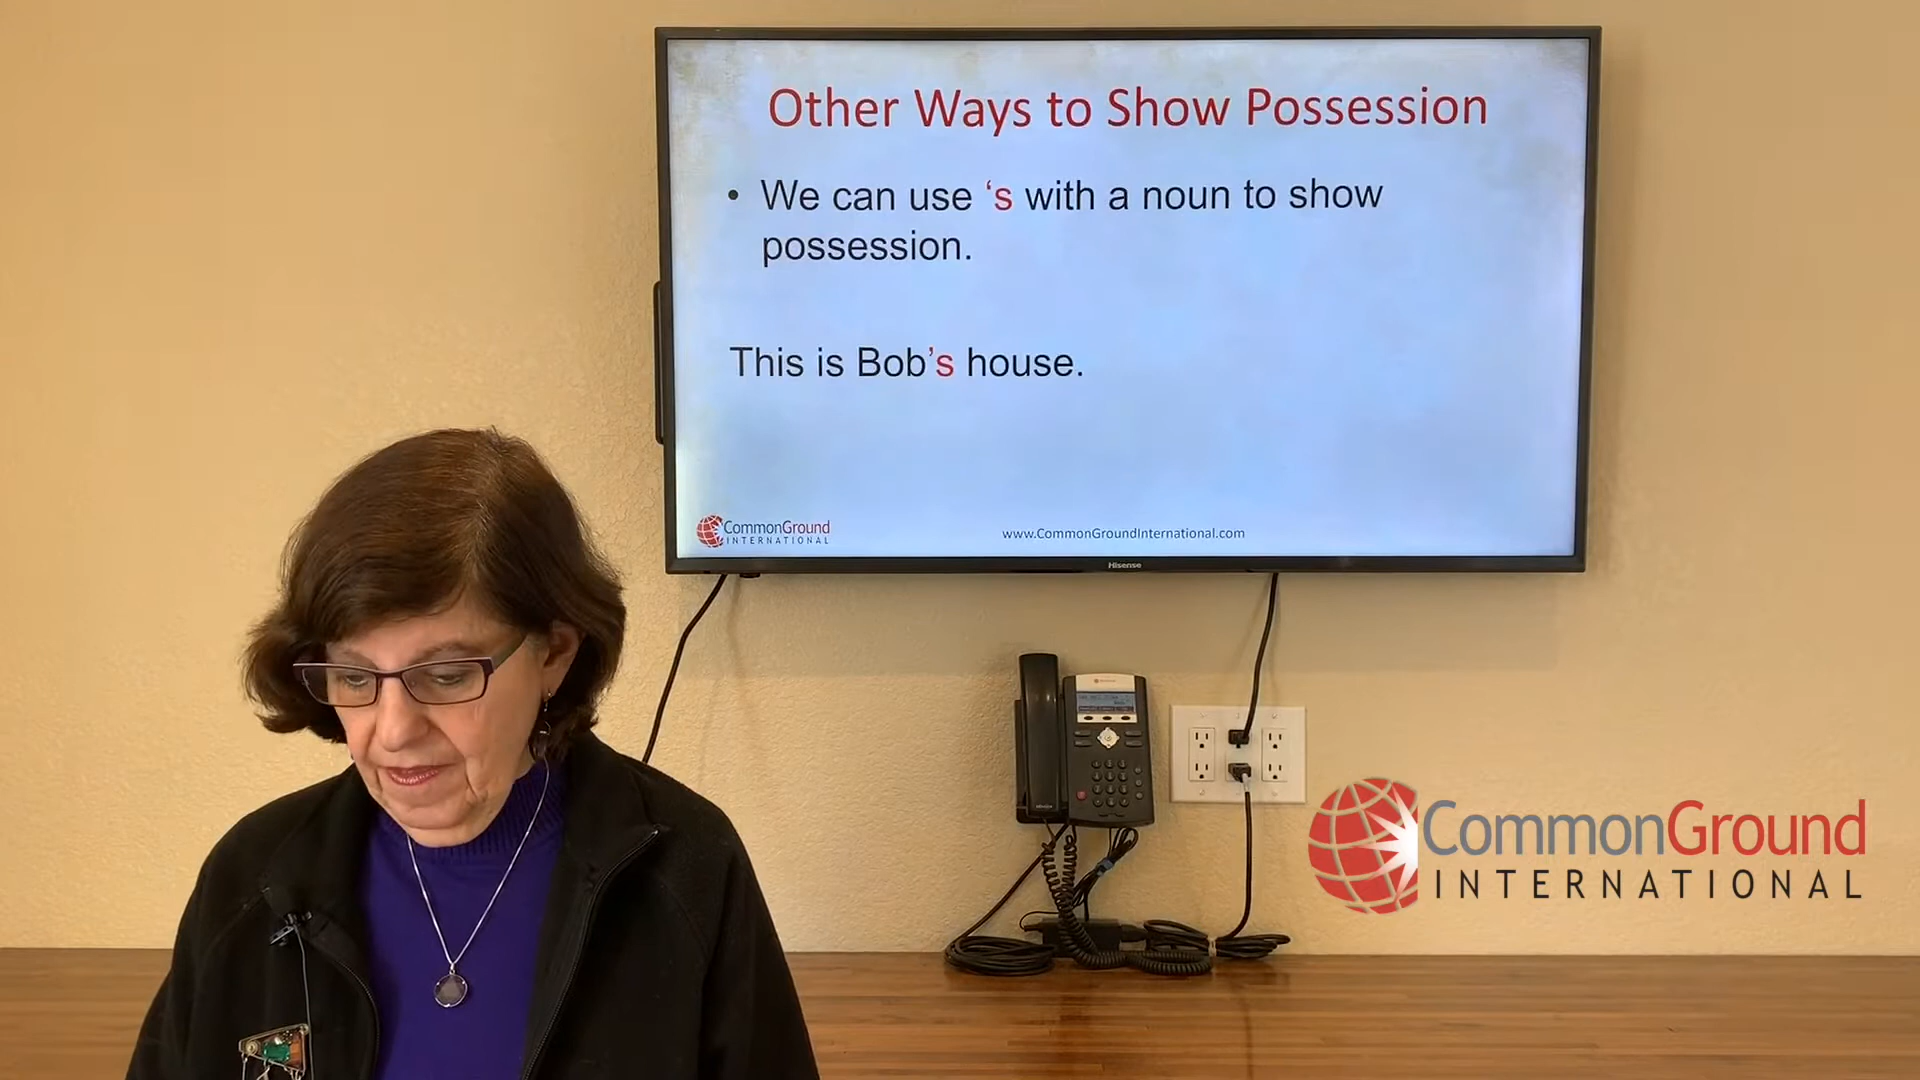 Other Ways to Show Possession
• We can use ‘s with a noun to show
possession.
This is Bob’s house.
CommonGround
INTERNATIONAL
www.CommonGroundInternational.com
Hisense
CommonGround
INTERNATIONAL